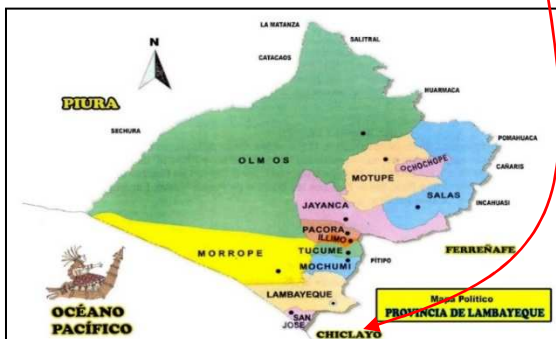 LA MATANZA
N
SALITRAL
CATACAOS
HUARMACA
PIURA
SECHURA
POMAHUACA
OLMOS
OCHOCHOPE
MOTUPE
CAÑARIS
SALAS
INCAHUASI
JAYANCA
PACORA
ILLIMO
FERREÑAFE
MORROPE
TUCUME
PÍTIPO
MOCHUMI
OCÉANO
PACÍFICO
LAMBAYEQUE
Mapa Político
PROVINCIA DE LAMBAYEQUE
SAN
JOSE
CHICLAYO